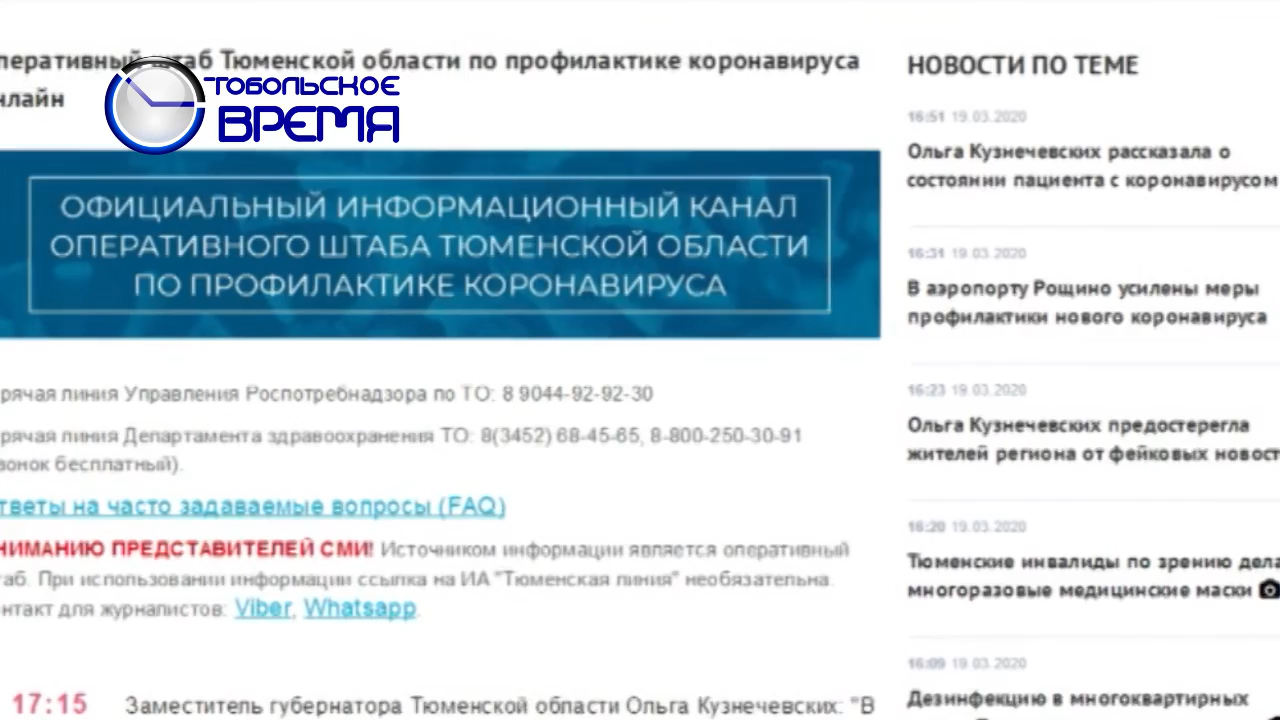 перативный штаб Тюменской области по профилактике коронавируса
нлайн
ТОБОЛЬСКОЕ
ВРЕМЯ
ОФИЦИАЛЬНЫЙ ИНФОРМАЦИОННЫЙ КАНАЛ
ОПЕРАТИВНОГО ШТАБА ТЮМЕНСКОЙ ОБЛАСТИ
ПО ПРОФИЛАКТИКЕ КОРОНАВИРУСА
рячая линия Управления Роспотребнадзора по ТО: 8 9044-92-92-30
рячая линия Департамента здравоохранения ТО: 8(3452) 68-45-65, 8-800-250-30-91
вонок бесплатный).
тветы на часто задаваемые вопросы (FAQ)
НИМАНИЮ ПРЕДСТАВИТЕЛЕЙ СМИ! Источником информации является оперативный
таб. При использовании информации ссылка на ИА "Тюменская линия" необязательна.
нтакт для журналистов: Viber, Whatsapp.
17:15 Заместитель губернатора Тюменской области Ольга Кузнечевских: "В
НОВОСТИ ПО ТЕМЕ
16:51 19.03.2020
Ольга Кузнечевских рассказала о
состоянии пациента с коронавирусом
16:31 19.03.2020
В аэропорту Рощино усилены меры
профилактики нового коронавируса
16:23 19.03.2020
Ольга Кузнечевских предостерегла
жителей региона от фейковых новост
16:20 19.03.2020
Тюменские инвалиды по зрению дела
многоразовые медицинские маски
16:09 19.03.2020
Дезинфекцию в многоквартирных